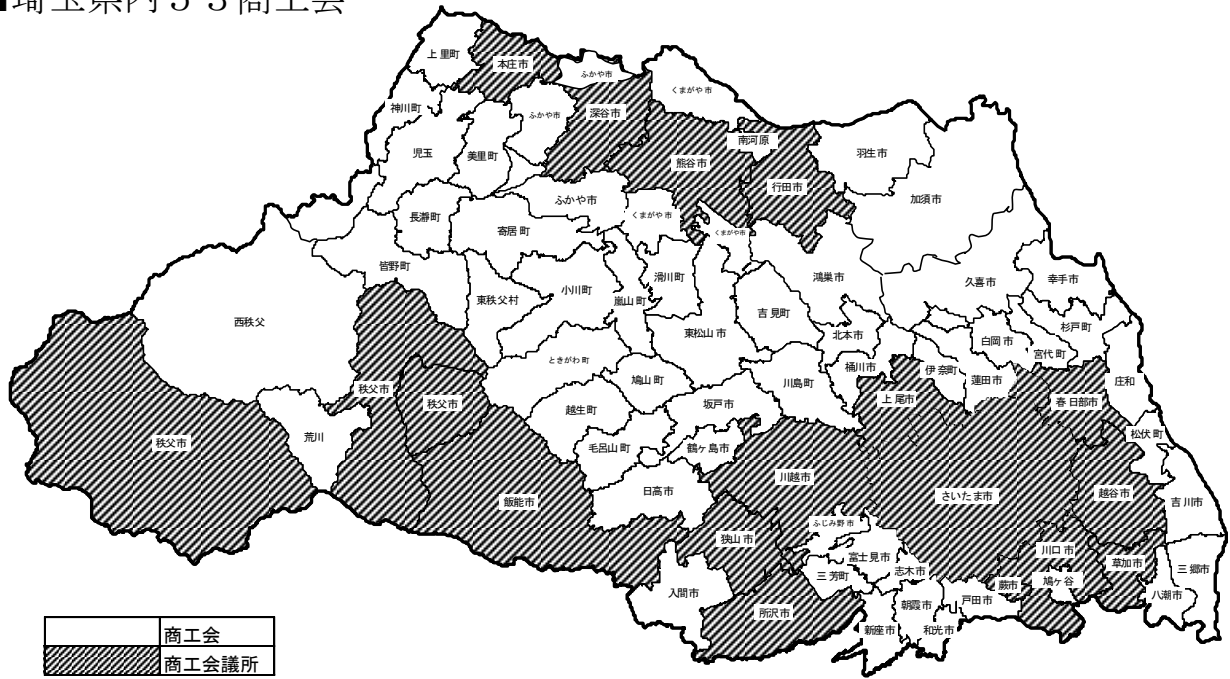 ■埼玉県内53商工会
上里町
本庄市
ふかや市
くまがや市
神川町
ふかや市
深谷市
児玉
美里町
熊谷市
南河原
行田市
羽生市
加須市
長瀞町
寄居町
ふかや市
くまがや市
くまがや市
皆野町
東秩父村
小川町
嵐山町
滑川町
吉見町
鴻巣市
久喜市
幸手市
西秩父
東松山市
北本市
白岡市
杉戸町
宮代町
ときがわ町
鳩山町
川島町
桶川市
伊奈町
蓮田市
庄和
秩父市
秩父市
越生町
坂戸市
上尾市
春日部市
松伏町
秩父市
荒川
毛呂山町
鶴ヶ島市
日高市
飯能市
川越市
さいたま市
越谷市
吉川市
狭山市
ふじみ野市
富士見市
志木市
三芳町
川口市
草加市
三郷市
入間市
所沢市
新座市
朝霞市
和光市
戸田市
蕨市
鳩ヶ谷
八潮市
商工会
商工会議所